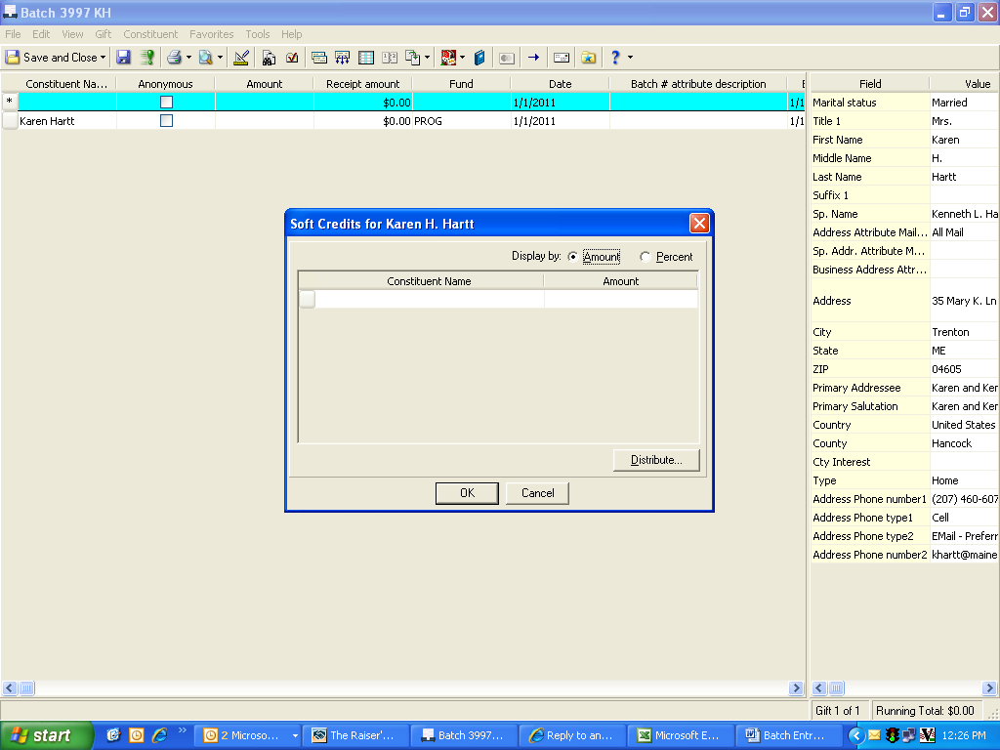 Batch 3997 KH
File Edit View Gift Constituent Favorites Tools Help
Save and Close
Constituent Na... Anonymous Amount Receipt amount Fund Date Batch # attribute description
* $0.00 1/1/2011 1/1
Karen Hartt $0.00 PROG 1/1/2011 1/1
Field Value
Marital status Married
Title 1 Mrs.
First Name Karen
Middle Name H.
Last Name Hartt
Suffix 1
Sp. Name Kenneth L. Ha
Address Attribute Mail... All Mail
Sp. Addr. Attribute M...
Business Address Attr...
Address 35 Mary K. Ln
City Trenton
State ME
ZIP 04605
Primary Addressee Karen and Ker
Primary Salutation Karen and Ker
Country United States
County Hancock
Cty Interest
Type Home
Address Phone number1 (207) 460-607
Address Phone type1 Cell
Address Phone type2 EMail - Preferr
Address Phone number2 khartt@maine
Soft Credits for Karen H. Hartt
Display by: Amount Percent
Constituent Name Amount
Distribute...
OK Cancel
Gift 1 of 1 Running Total: $0.00
start 2 Microso... The Raiser'... Batch 3997... Reply to an... Microsoft E... Batch Entr... 12:26 PM